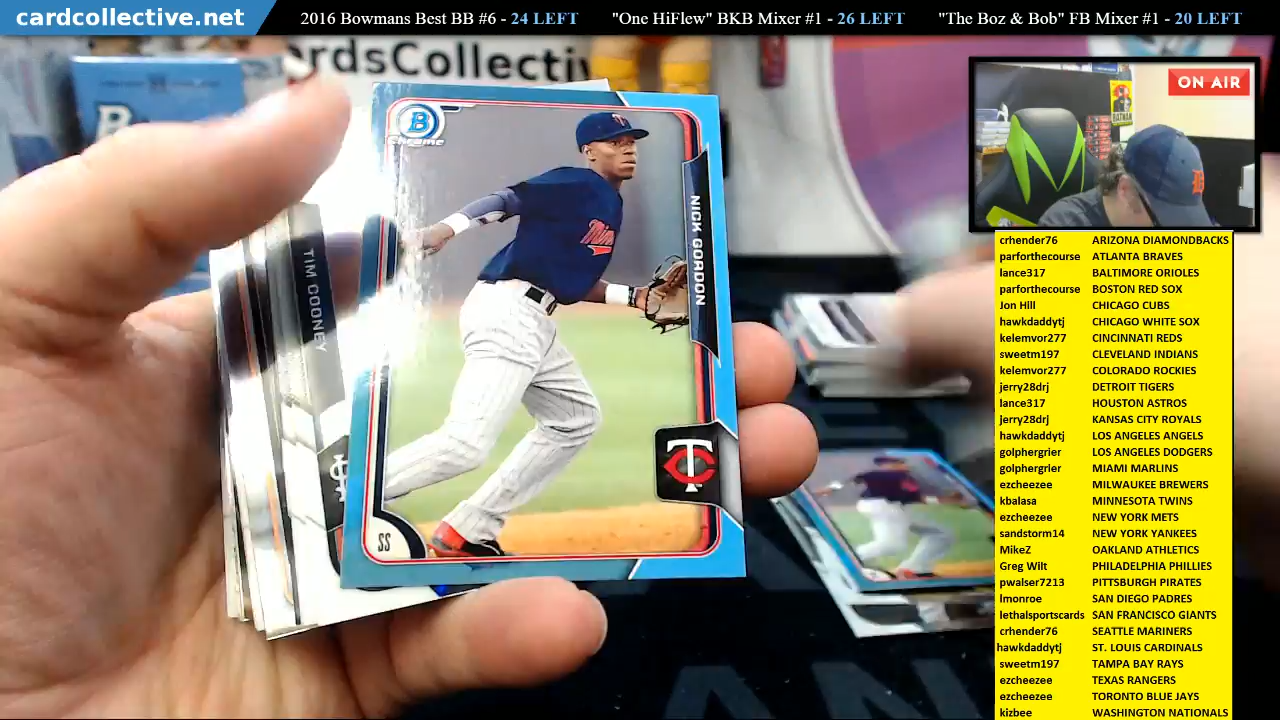 cardcollective.net
2016 Bowmans Best BB #6 - 24 LEFT
"One HiFlew" BKB Mixer #1 - 26 LEFT
"The Boz & Bob" FB Mixer #1 - 20 LEFT
rdsCollectiv
ON AIR
BATMAN
B
chrome
NICK GORDON
TIM COONEY
TC
SS
crhender76 ARIZONA DIAMONDBACKS
parforthecourse ATLANTA BRAVES
lance317 BALTIMORE ORIOLES
parforthecourse BOSTON RED SOX
Jon Hill CHICAGO CUBS
hawkdaddytj CHICAGO WHITE SOX
kelemvor277 CINCINNATI REDS
sweetm197 CLEVELAND INDIANS
kelemvor277 COLORADO ROCKIES
jerry28drj DETROIT TIGERS
lance317 HOUSTON ASTROS
jerry28drj KANSAS CITY ROYALS
hawkdaddytj LOS ANGELES ANGELS
golphergrier LOS ANGELES DODGERS
golphergrier MIAMI MARLINS
ezcheezee MILWAUKEE BREWERS
kbalasa MINNESOTA TWINS
ezcheezee NEW YORK METS
sandstorm14 NEW YORK YANKEES
MikeZ OAKLAND ATHLETICS
Greg Wilt PHILADELPHIA PHILLIES
pwalser7213 PITTSBURGH PIRATES
lmonroe SAN DIEGO PADRES
lethalsportscards SAN FRANCISCO GIANTS
crhender76 SEATTLE MARINERS
hawkdaddytj ST. LOUIS CARDINALS
sweetm197 TAMPA BAY RAYS
ezcheezee TEXAS RANGERS
ezcheezee TORONTO BLUE JAYS
kizbee WASHINGTON NATIONALS